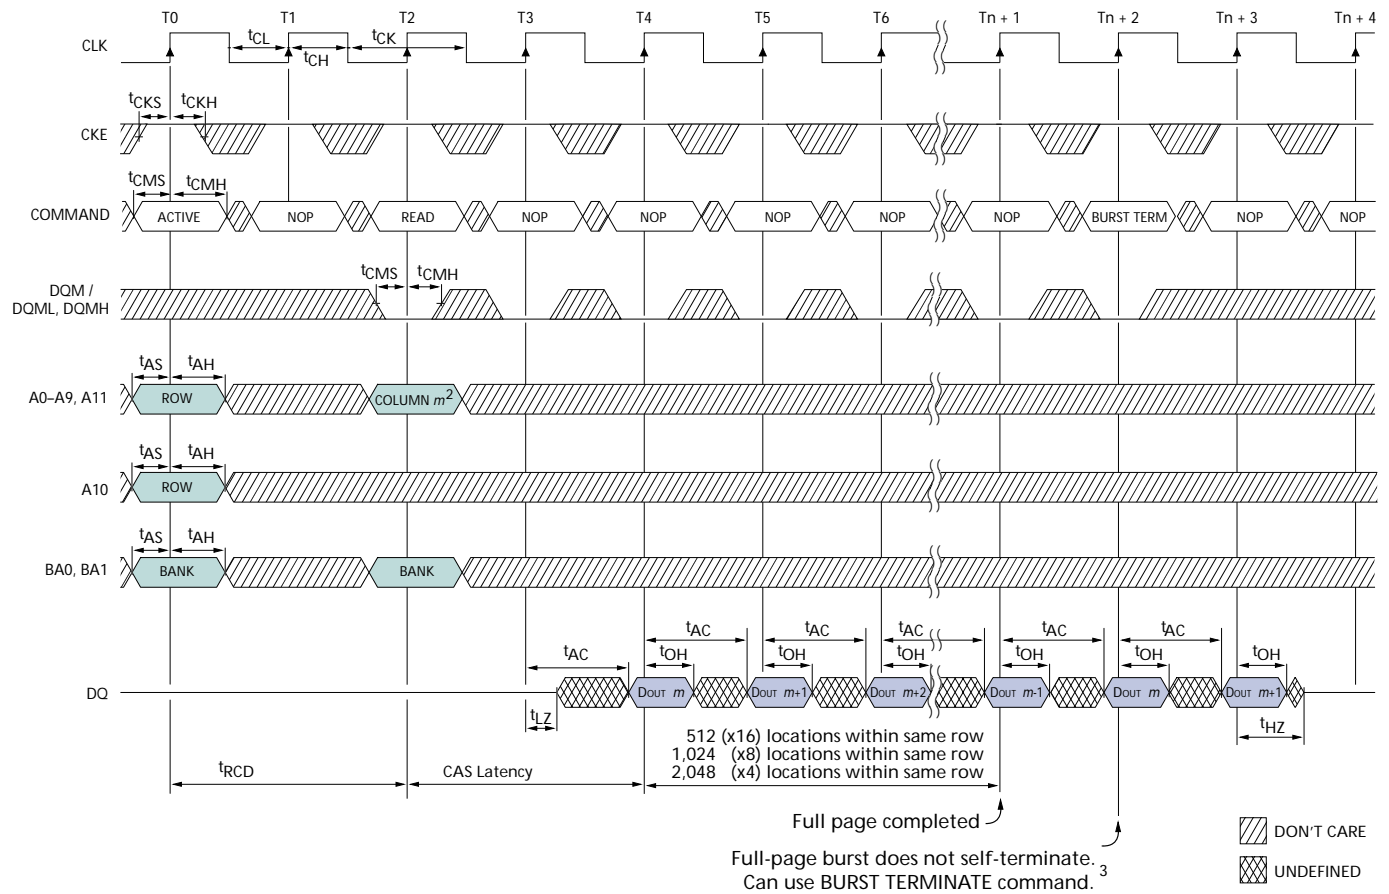 T0 T1 T2 T3 T4 T5 T6 Tn + 1 Tn + 2 Tn + 3 Tn + 4
CLK
tCL tCK
tCH
tCKS tCKH
CKE
tCMS tCMH
COMMAND ACTIVE NOP READ NOP NOP NOP NOP NOP BURST TERM NOP NOP
tCMS tCMH
DQM /
DQML, DQMH
tAS tAH
A0–A9, A11 ROW COLUMN m2
tAS tAH
A10 ROW
tAS tAH
BA0, BA1 BANK BANK
tAC tAC tAC tAC tAC
tAC tOH tOH tOH tOH tOH tOH
DQ DOUT m DOUT m+1 DOUT m+2 DOUT m-1 DOUT m DOUT m+1
tLZ tHZ
512 (x16) locations within same row
1,024 (x8) locations within same row
2,048 (x4) locations within same row
tRCD CAS Latency
Full page completed
Full-page burst does not self-terminate.
Can use BURST TERMINATE command. 3
DON'T CARE
UNDEFINED